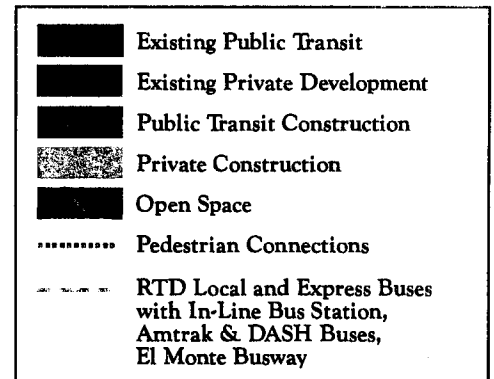 Existing Public Transit
Existing Private Development
Public Transit Construction
Private Construction
Open Space
Pedestrian Connections
RTD Local and Express Buses
with In-Line Bus Station,
Amtrak & DASH Buses,
El Monte Busway